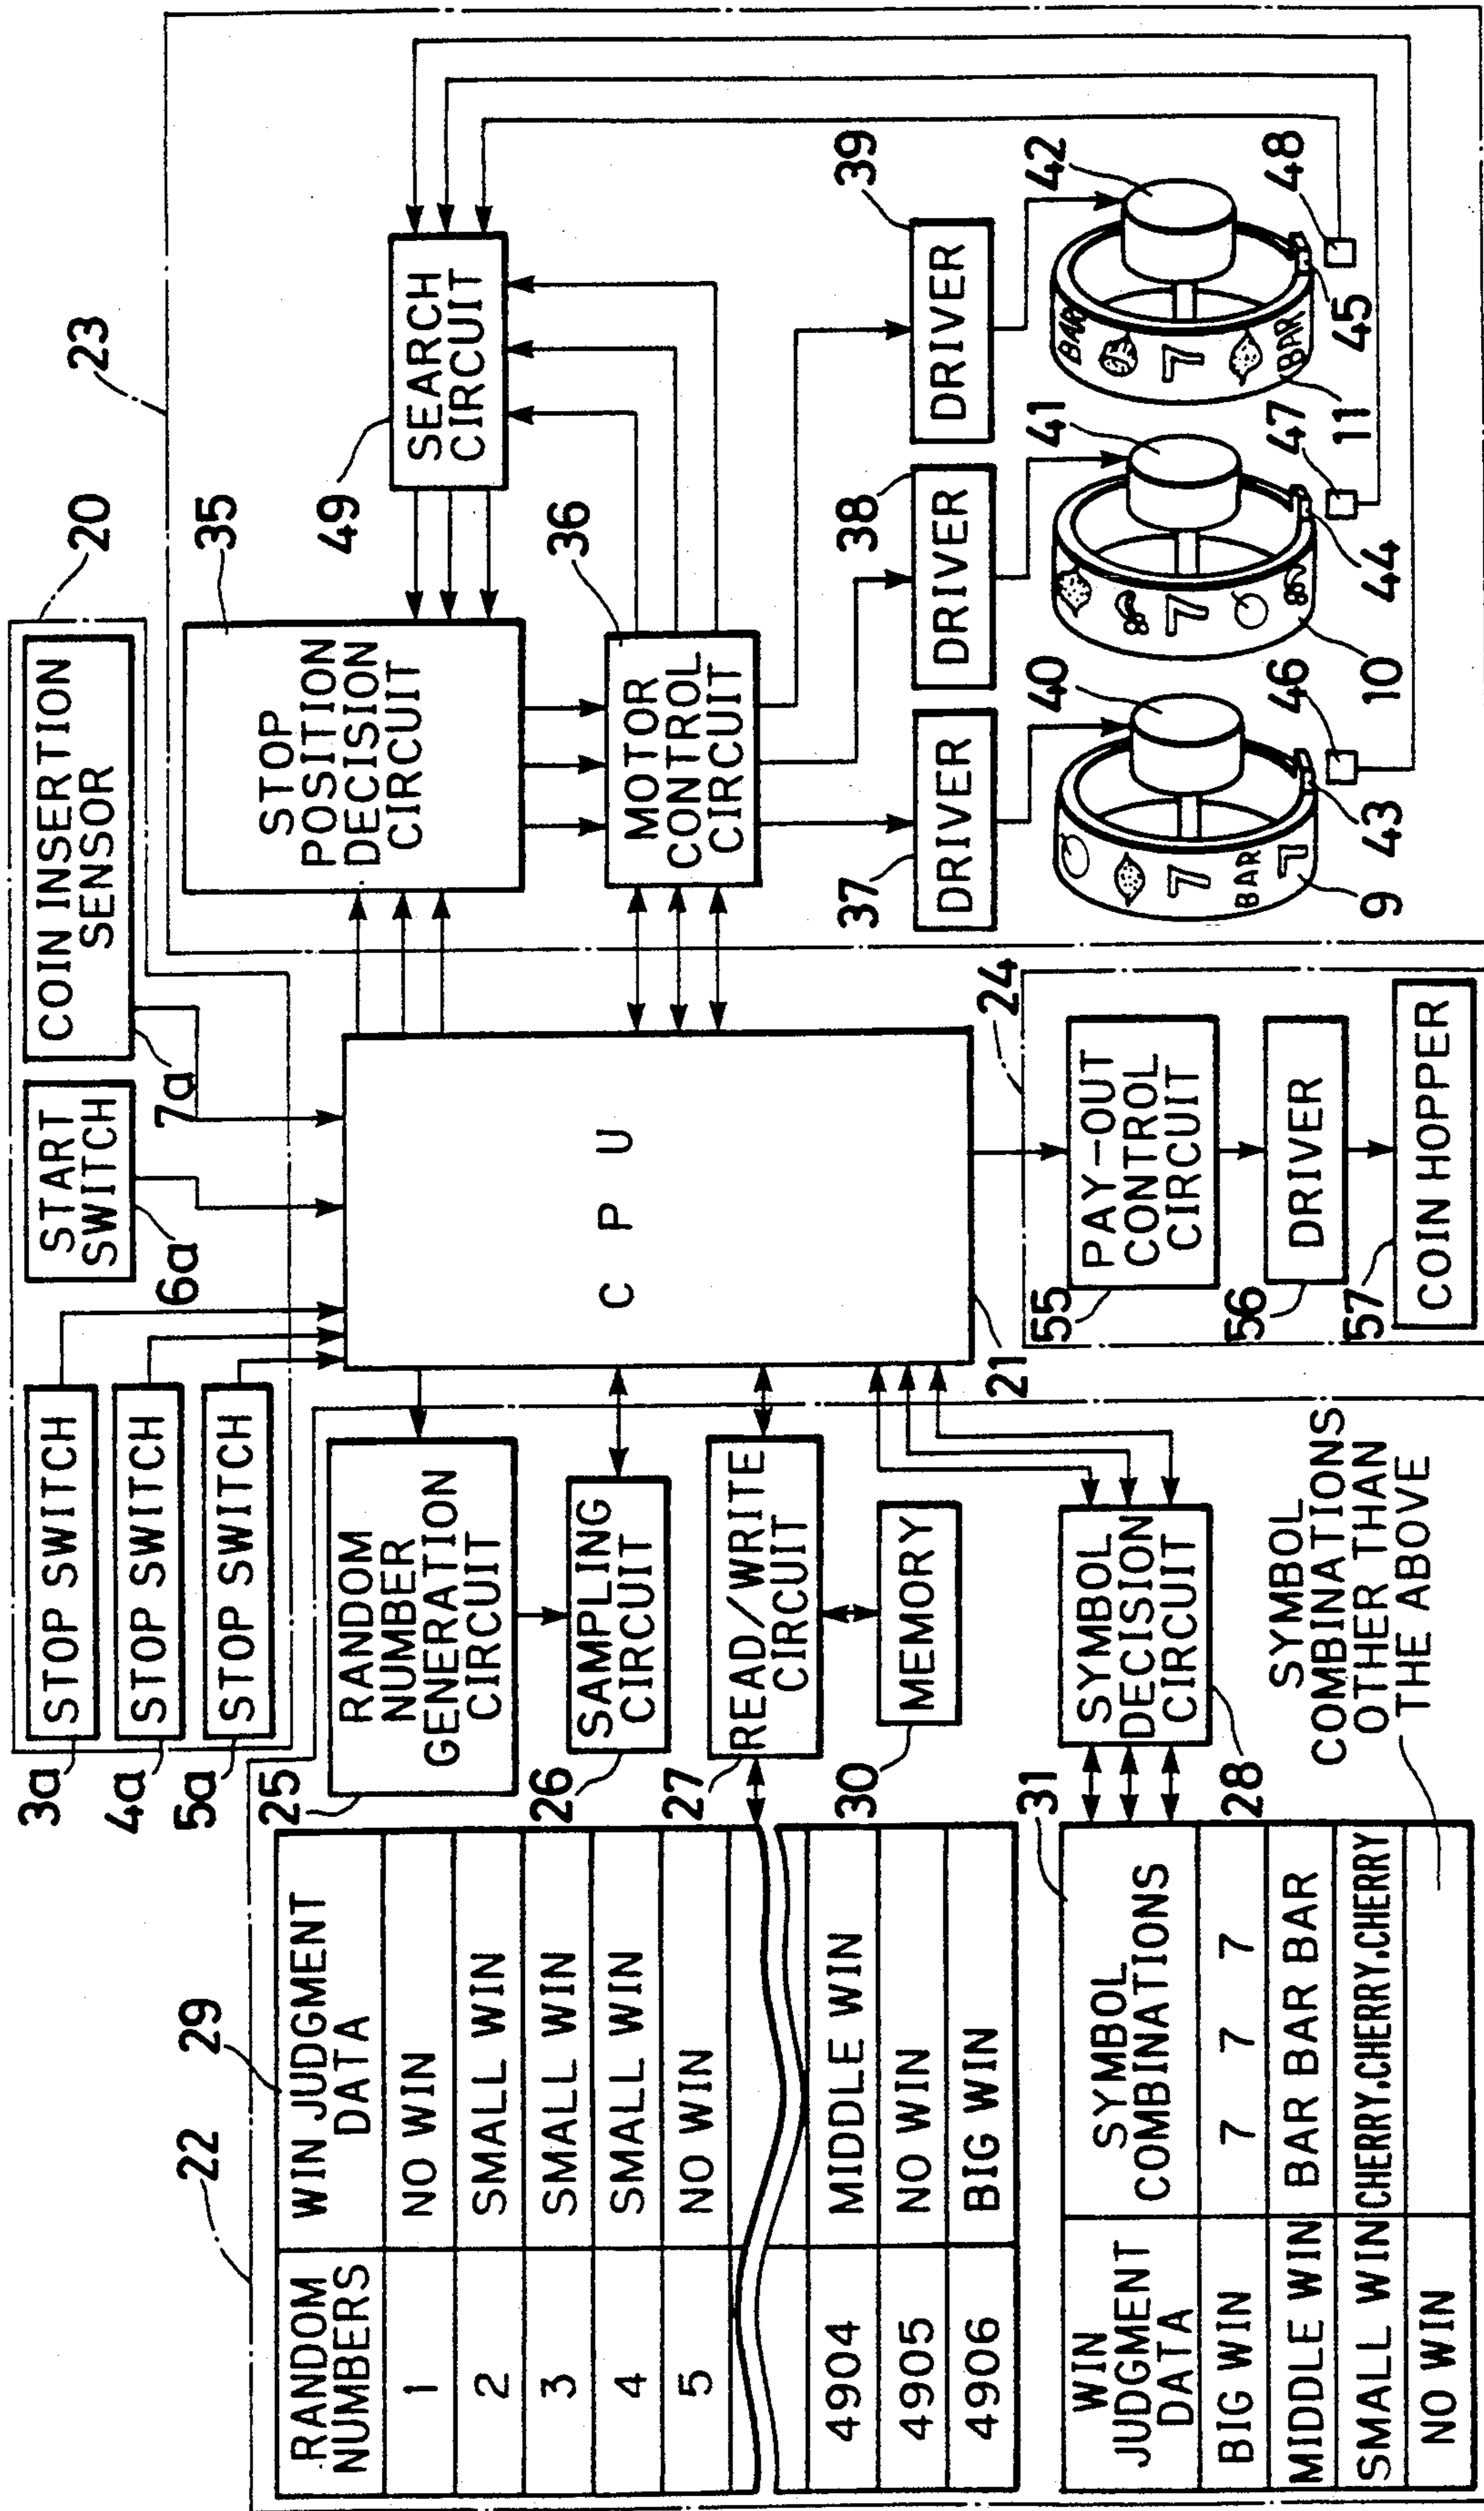 22
29
RANDOM
NUMBERS
WIN JUDGMENT
DATA
1
NO WIN
2
SMALL WIN
3
SMALL WIN
4
SMALL WIN
5
NO WIN
4904
MIDDLE WIN
4905
NO WIN
4906
BIG WIN
WIN
JUDGMENT
DATA
SYMBOL
COMBINATIONS
31
BIG WIN
7 7 7
MIDDLE WIN
BAR BAR BAR
SMALL WIN
CHERRY.CHERRY.CHERRY
NO WIN
SYMBOL
COMBINATIONS
OTHER THAN
THE ABOVE
3a
STOP SWITCH
4a
STOP SWITCH
5a
STOP SWITCH
25
RANDOM
NUMBER
GENERATION
CIRCUIT
26
SAMPLING
CIRCUIT
27
READ/WRITE
CIRCUIT
30
MEMORY
SYMBOL
DECISION
CIRCUIT
28
START
SWITCH
6a
COIN INSERTION
SENSOR
7a
20
CPU
21
24
PAY-OUT
CONTROL
CIRCUIT
55
DRIVER
56
COIN HOPPER
57
23
STOP
POSITION
DECISION
CIRCUIT
35
SEARCH
CIRCUIT
49
MOTOR
CONTROL
CIRCUIT
36
DRIVER
37
DRIVER
38
DRIVER
39
40
41
42
7
BAR
7
7
BAR
7
BAR
9
43
46
10
44
47
11
45
48